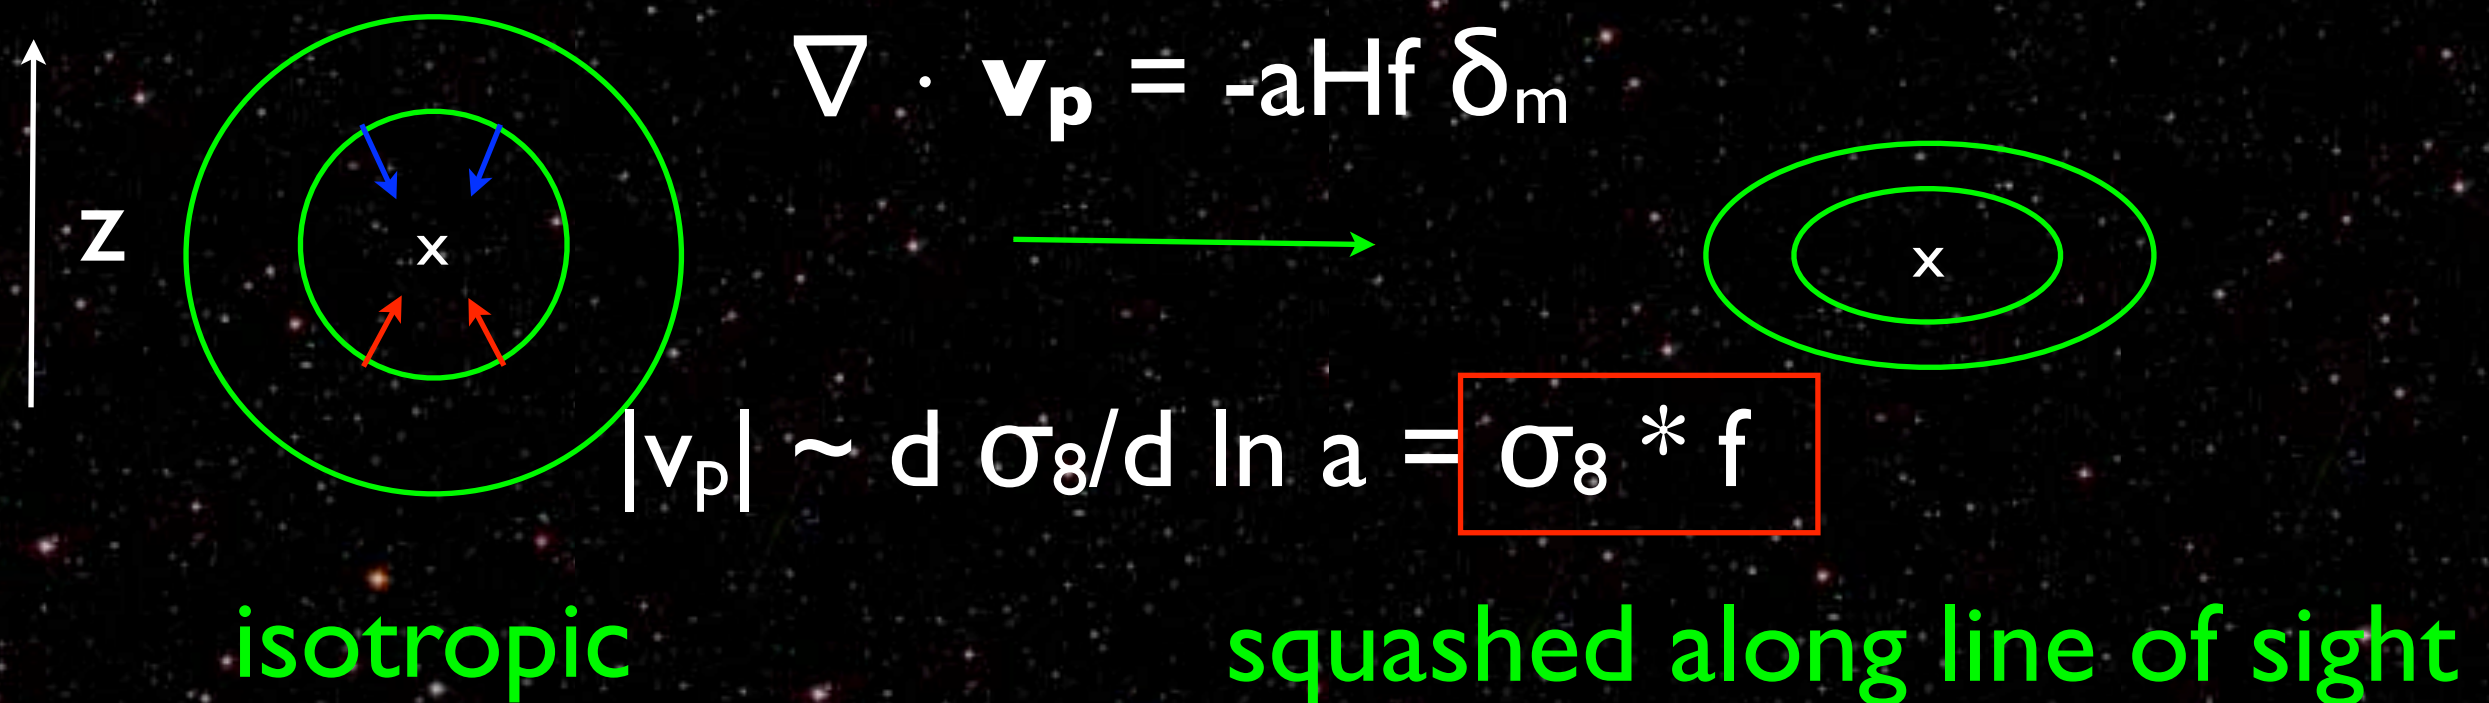 ∇ · vₚ = -aHf δₘ
z
x
x
|vₚ| ~ d σ₈/d ln a = σ₈ * f
isotropic
squashed along line of sight